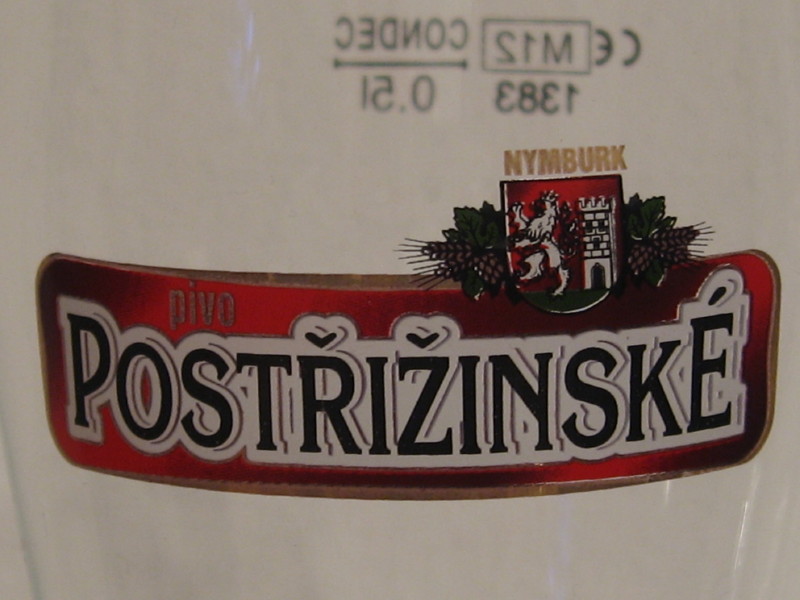 CONDEC M12 CE
0.5l 1383
NYMBURK
pivo
POSTŘIŽINSKÉ